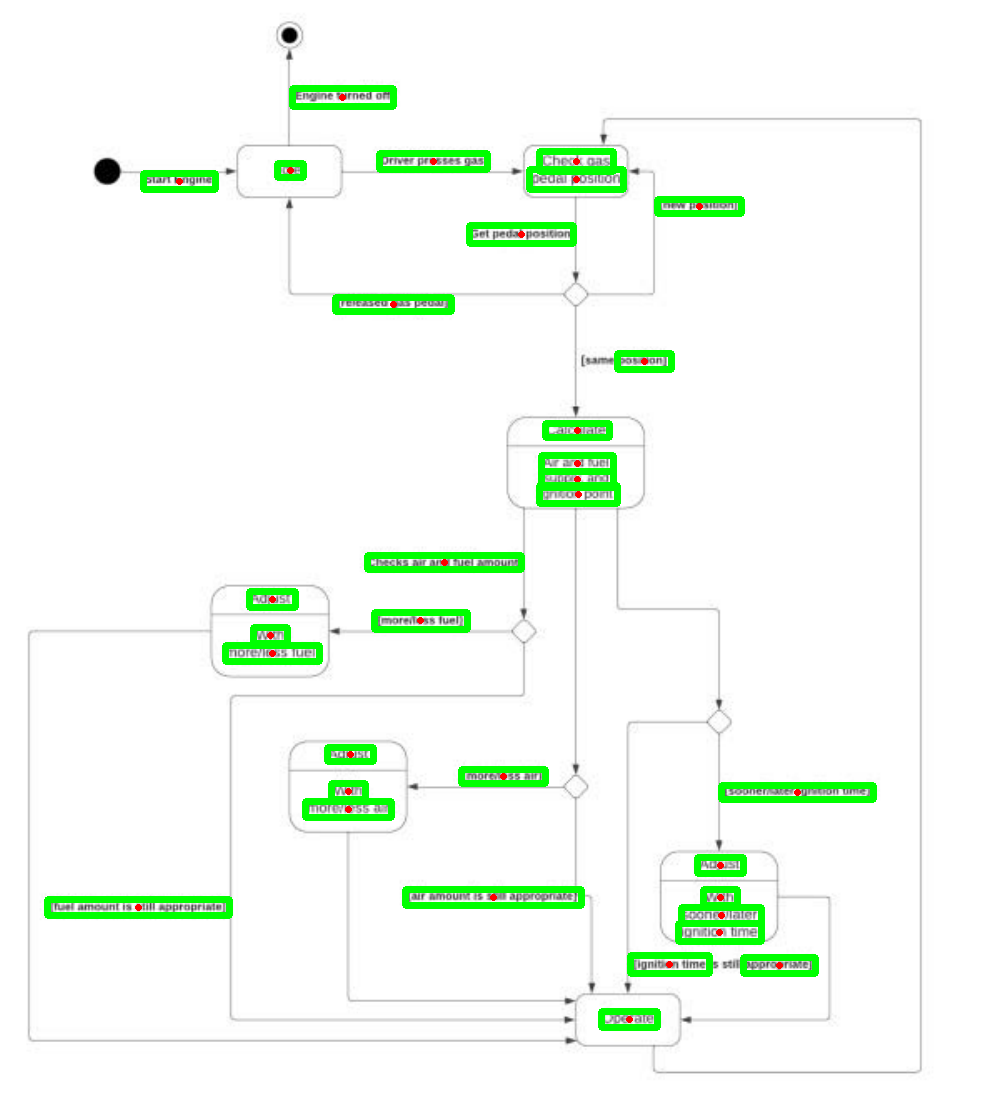 Engine turned off
Driver presses gas
Check gas
pedal position
Start Engine
Idle
[new position]
Get pedal position
[released gas pedal]
[same position]
Calculate
Air and fuel
supply and
ignition point
Checks air and fuel amount
Adjust
[more/less fuel]
With
more/less fuel
Adjust
[more/less air]
With
more/less air
[sooner/later ignition time]
Adjust
With
sooner/later
ignition time
[air amount is still appropriate]
[fuel amount is still appropriate]
[ignition time is still appropriate]
Operate